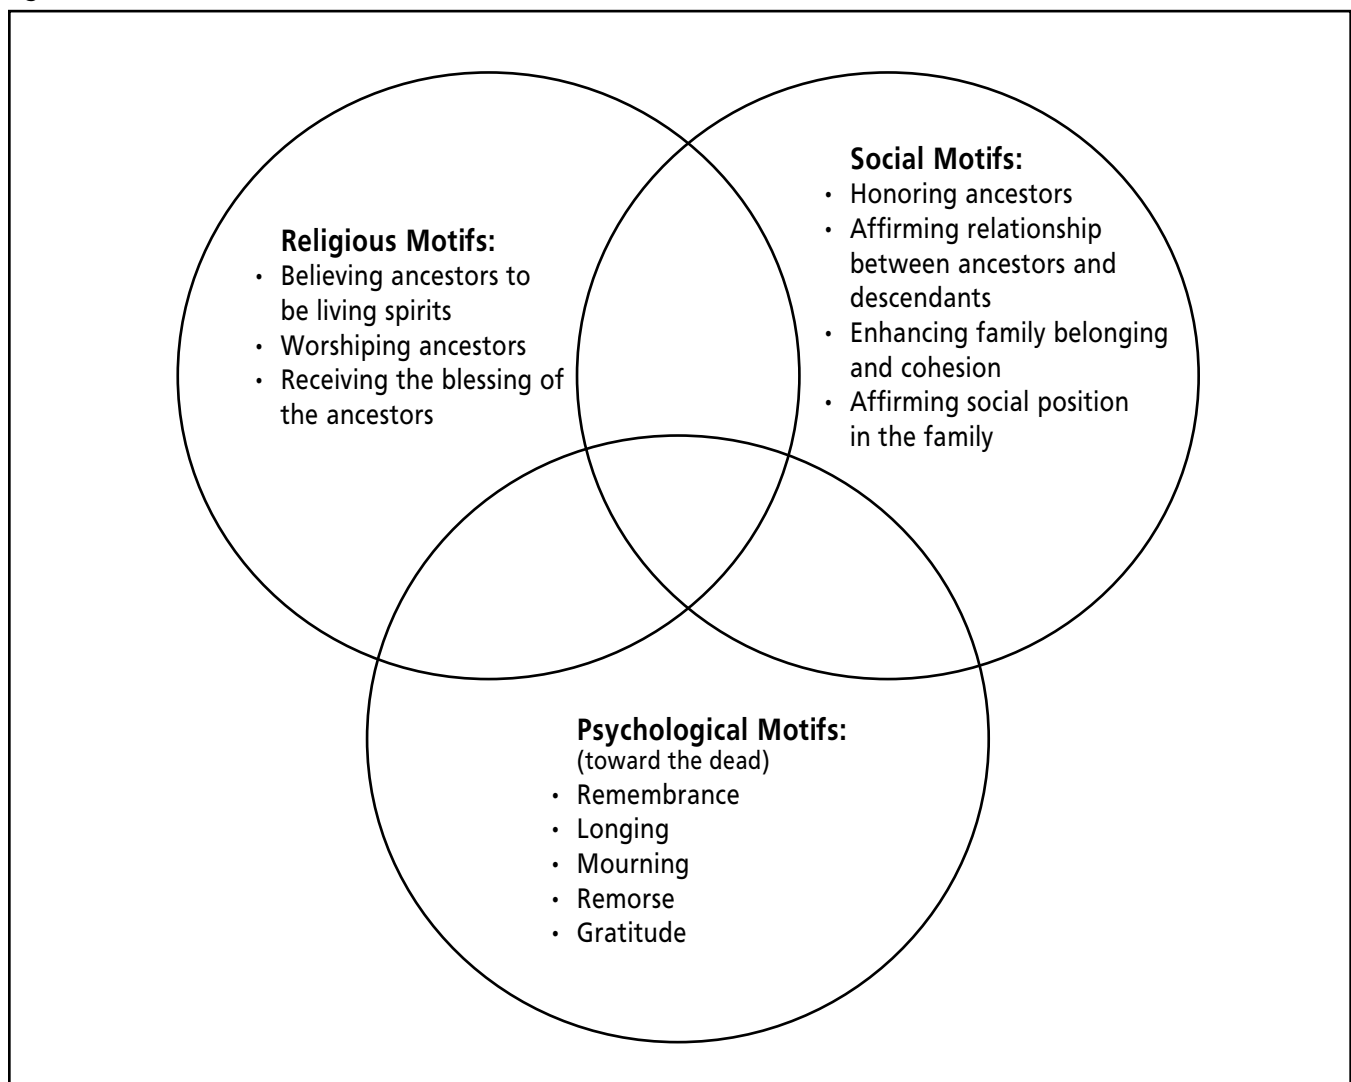 Religious Motifs:
• Believing ancestors to
be living spirits
• Worshiping ancestors
• Receiving the blessing of
the ancestors
Social Motifs:
• Honoring ancestors
• Affirming relationship
between ancestors and
descendants
• Enhancing family belonging
and cohesion
• Affirming social position
in the family
Psychological Motifs:
(toward the dead)
• Remembrance
• Longing
• Mourning
• Remorse
• Gratitude